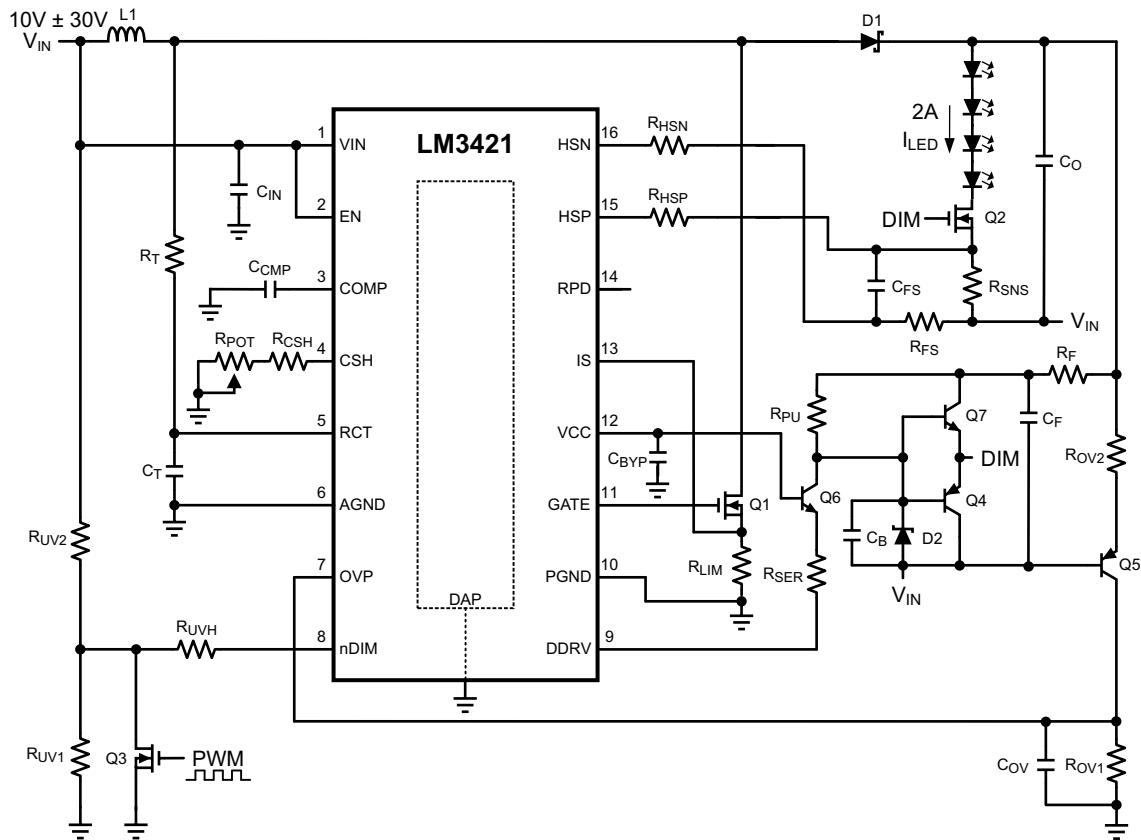 10V ± 30V
L1
D1
VIN
LM3421
2A
ILED
CO
1
VIN
HSN
16
RHSN
CIN
2
EN
HSP
15
RHSP
DIM
Q2
RT
CCMP
3
COMP
RPD
14
CFS
RSNS
VIN
RFS
RPOT
RCSH
4
CSH
IS
13
RF
RPU
Q7
CF
5
RCT
VCC
12
CBYP
DIM
ROV2
CT
6
AGND
GATE
11
Q1
Q6
Q4
CB
D2
RUV2
7
OVP
PGND
10
RLIM
RSER
VIN
Q5
DAP
RUVH
8
nDIM
DDRV
9
RUV1
Q3
PWM
COV
ROV1